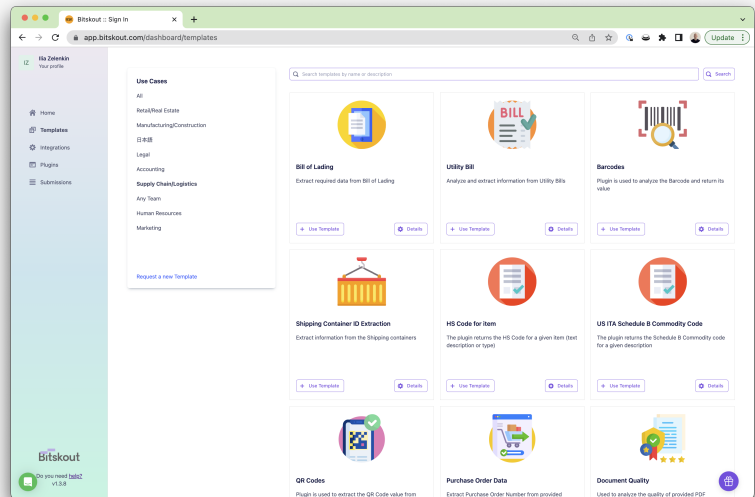 Bitskout :: Sign In
app.bitskout.com/dashboard/templates
Update
IZ
Ilia Zelenkin
Your profile
Home
Templates
Integrations
Plugins
Submissions
Use Cases
All
Retail/Real Estate
Manufacturing/Construction
日本語
Legal
Accounting
Supply Chain/Logistics
Any Team
Human Resources
Marketing
Request a new Template
Search templates by name or description
Search
Bill of Lading
Extract required data from Bill of Lading
+ Use Template
Details
BILL
Utility Bill
Analyze and extract information from Utility Bills
+ Use Template
Details
Barcodes
Plugin is used to analyze the Barcode and return its
value
+ Use Template
Details
Shipping Container ID Extraction
Extract information from the Shipping containers
+ Use Template
Details
HS Code for item
The plugin returns the HS Code for a given item (text
description or type)
+ Use Template
Details
US ITA Schedule B Commodity Code
The plugin returns the Schedule B Commodity code
for a given description
+ Use Template
Details
QR Codes
Plugin is used to extract the QR Code value from
Purchase Order Data
Extract Purchase Order Number from provided
Document Quality
Used to analyze the quality of provided PDF
Bitskout
Do you need help?
v1.3.8